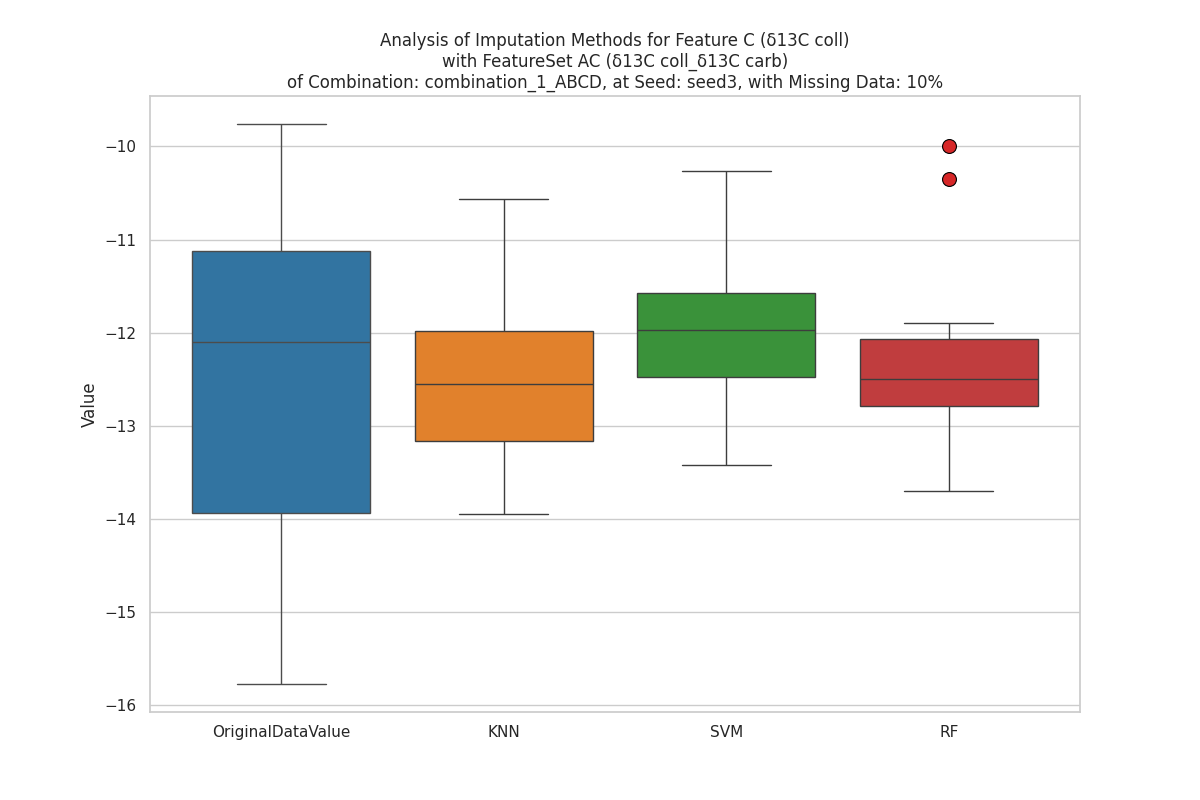 Analysis of Imputation Methods for Feature C (δ13C coll)
with FeatureSet AC (δ13C coll_δ13C carb)
of Combination: combination_1_ABCD, at Seed: seed3, with Missing Data: 10%
Value
−10
−11
−12
−13
−14
−15
−16
OriginalDataValue
KNN
SVM
RF